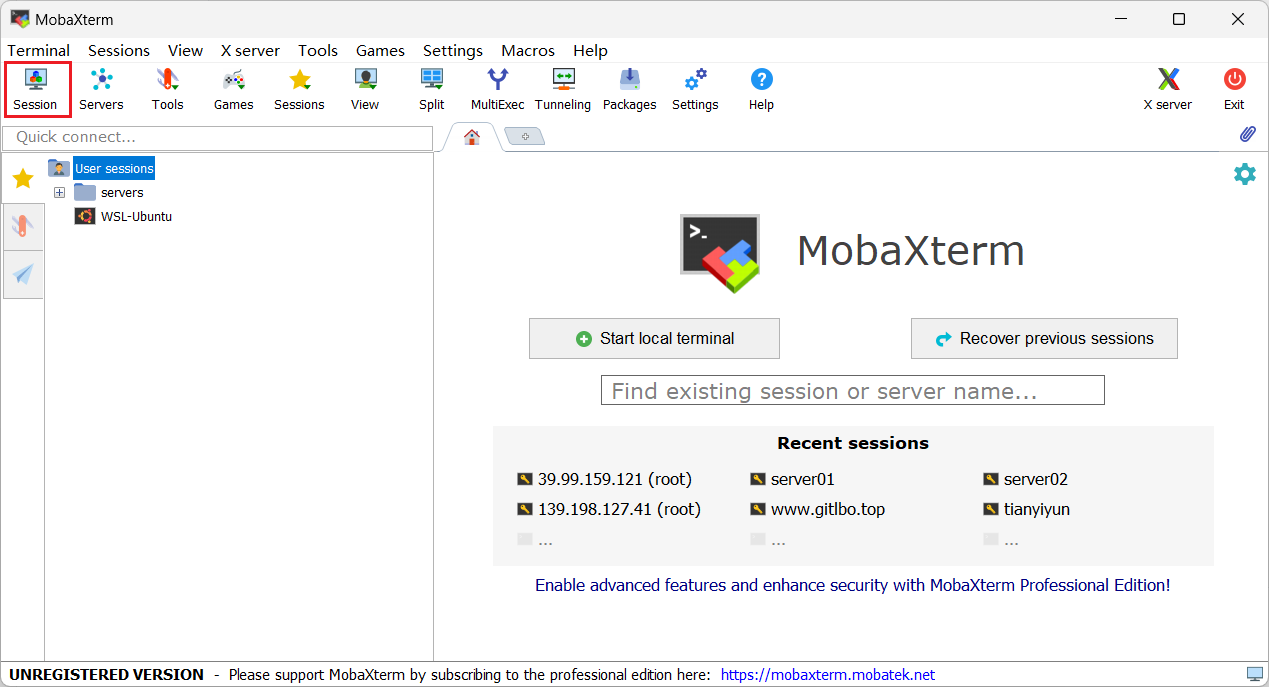 MobaXterm
Terminal Sessions View X server Tools Games Settings Macros Help
Session Servers Tools Games Sessions View Split MultiExec Tunneling Packages Settings Help X server Exit
Quick connect...
User sessions
servers
WSL-Ubuntu
>_
MobaXterm
Start local terminal Recover previous sessions
Find existing session or server name...
Recent sessions
39.99.159.121 (root) server01 server02
139.198.127.41 (root) www.gitlbo.top tianyiyun
... ... ...
Enable advanced features and enhance security with MobaXterm Professional Edition!
UNREGISTERED VERSION - Please support MobaXterm by subscribing to the professional edition here: https://mobaxterm.mobatek.net